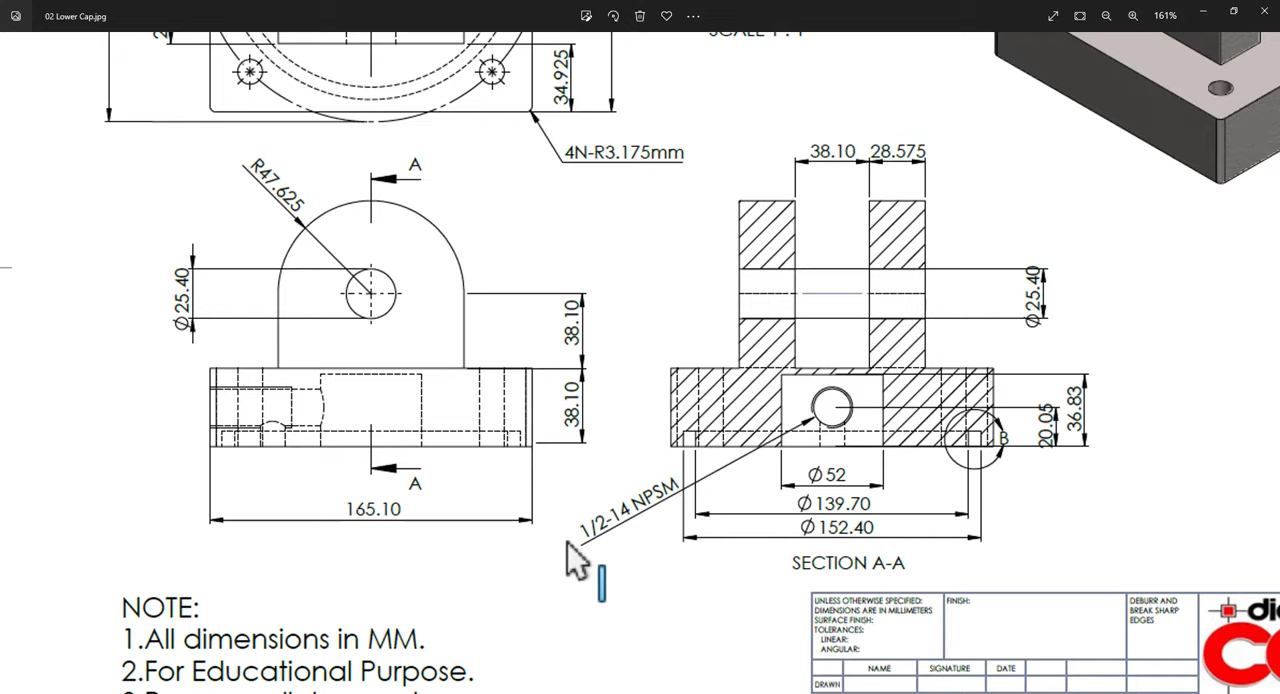 02 Lower Cap.jpg
161%
34.925
4N-R3.175mm
R47.625
A
38.10 28.575
Ø25.40
38.10
Ø25.40
38.10
36.83
20.05
B
A
Ø52
165.10
1/2-14 NPSM
Ø139.70
Ø152.40
SECTION A-A
NOTE:
1.All dimensions in MM.
2.For Educational Purpose.
UNLESS OTHERWISE SPECIFIED:
DIMENSIONS ARE IN MILLIMETERS
SURFACE FINISH:
TOLERANCES:
LINEAR:
ANGULAR:
FINISH:
DEBURR AND
BREAK SHARP
EDGES
NAME SIGNATURE DATE
DRAWN